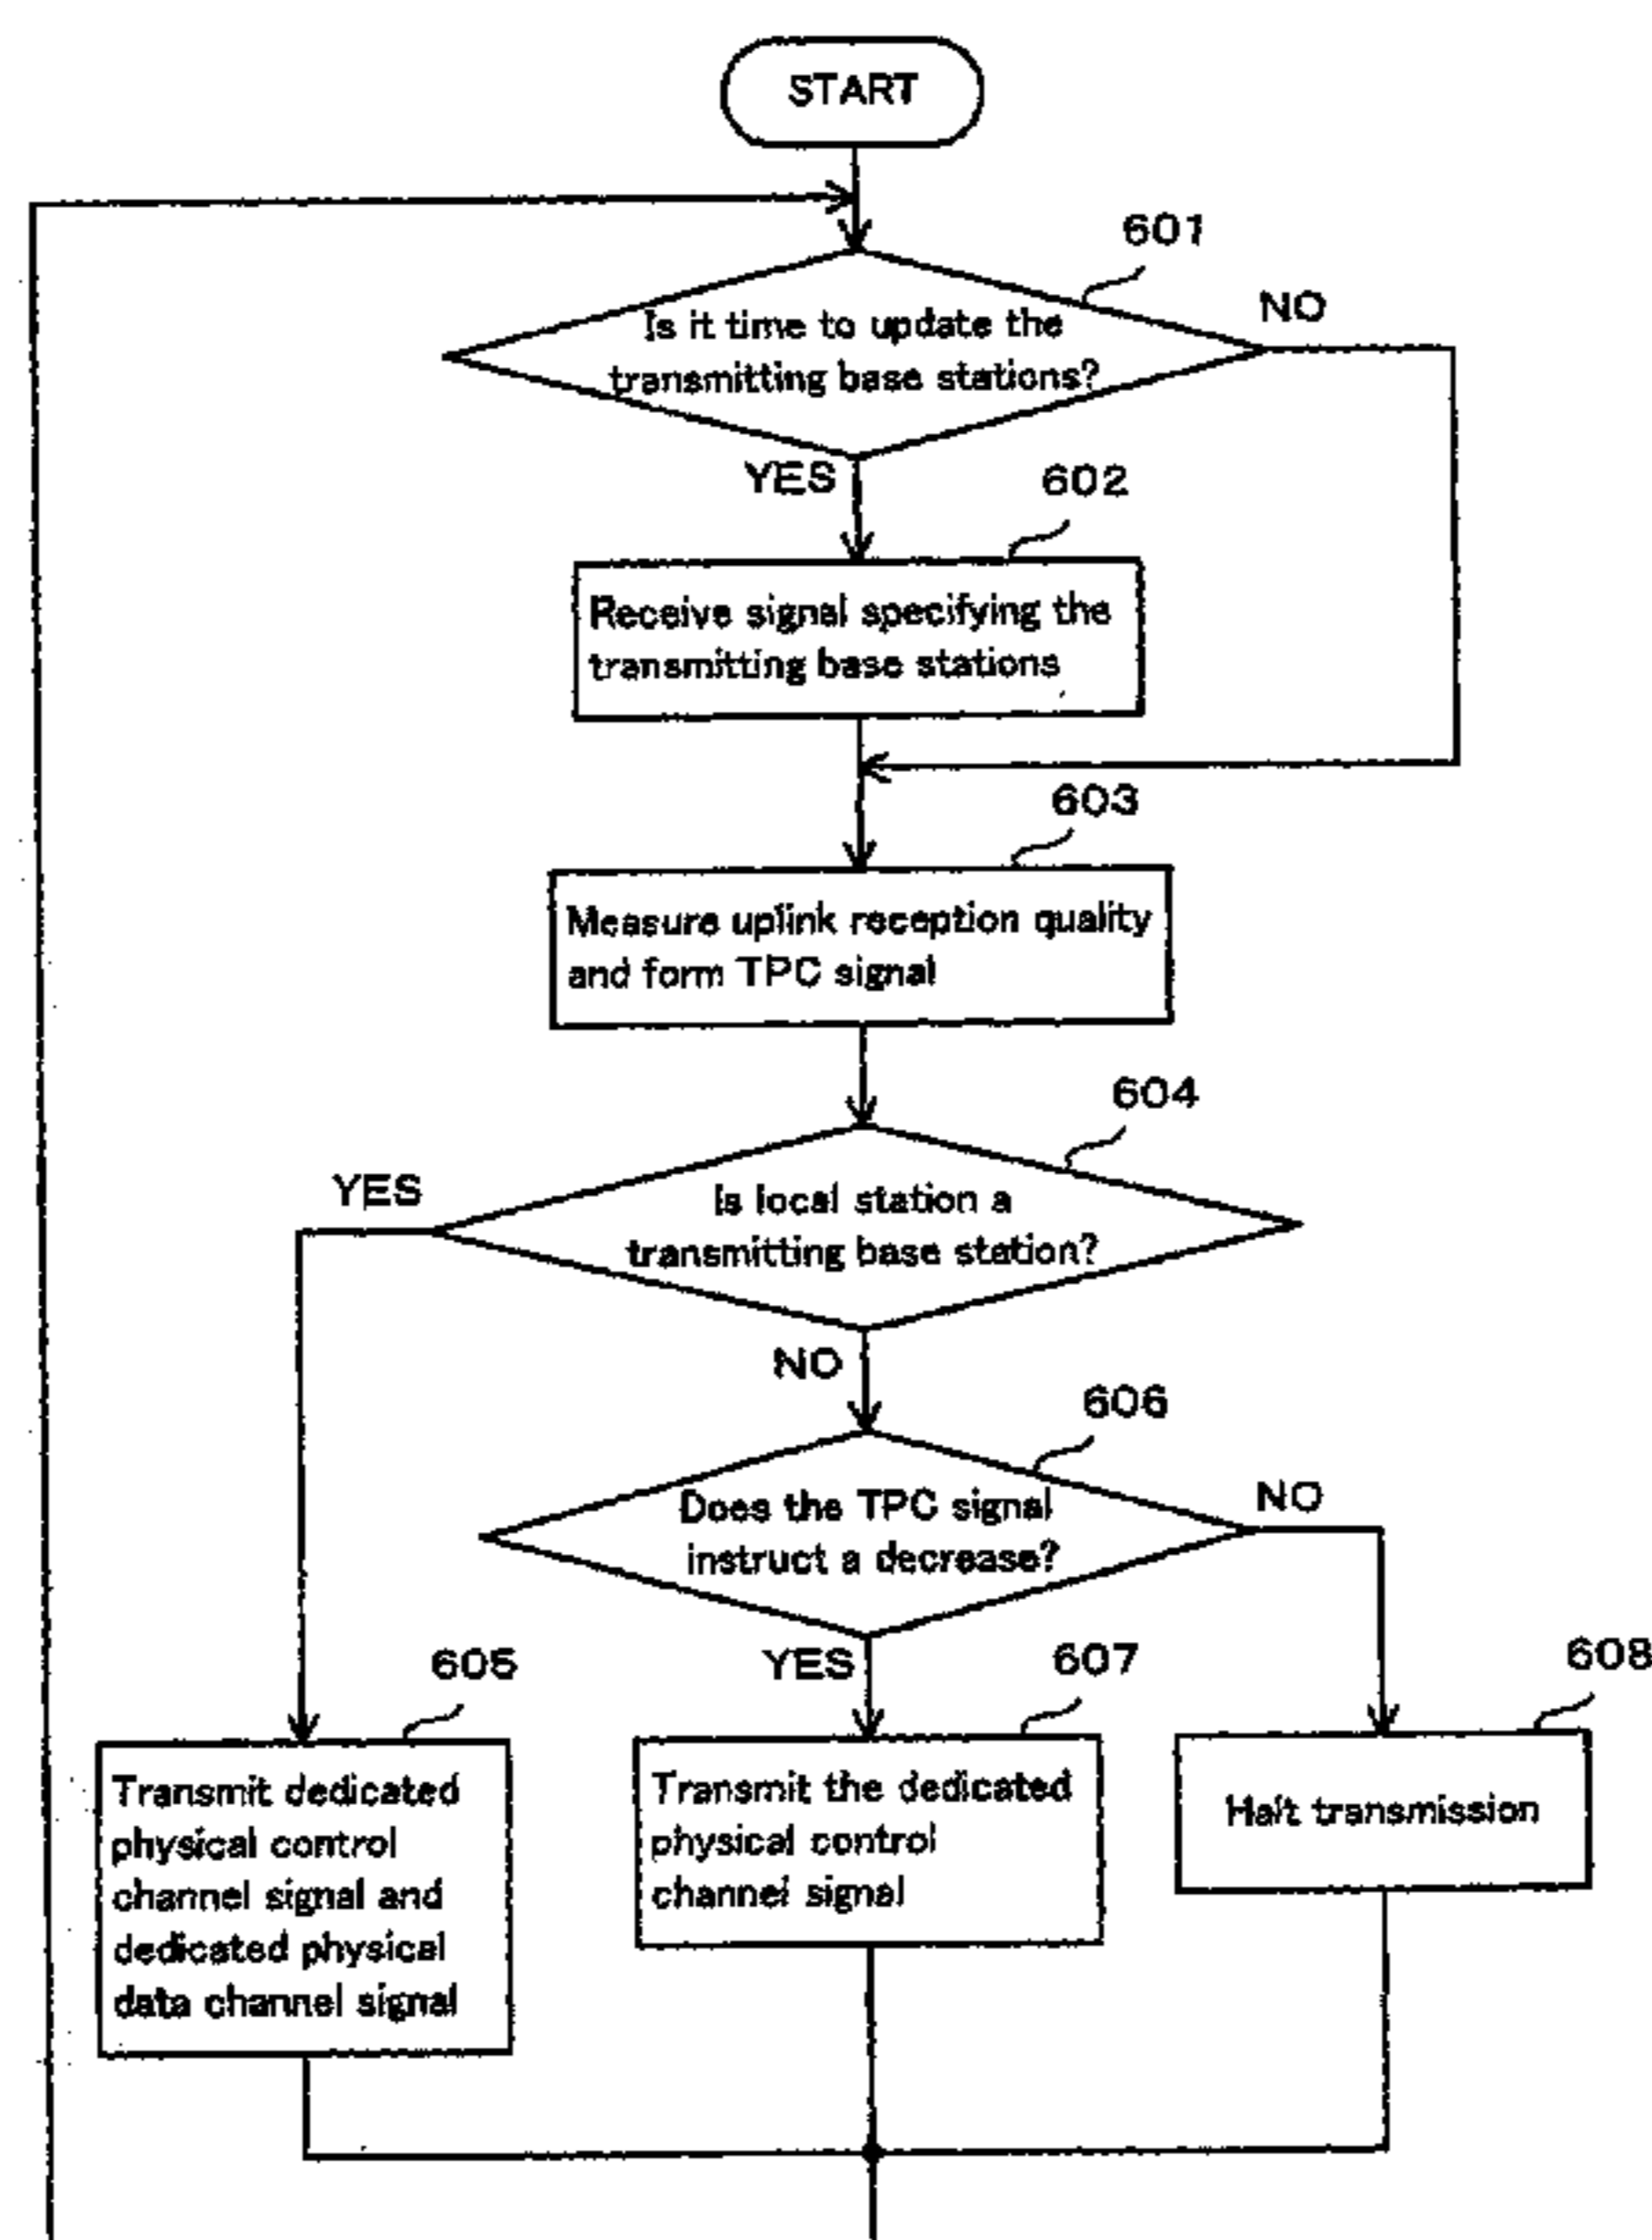 START
601
Is it time to update the
transmitting base stations?
NO
YES
602
Receive signal specifying the
transmitting base stations
603
Measure uplink reception quality
and form TPC signal
604
YES
Is local station a
transmitting base station?
NO
606
Does the TPC signal
instruct a decrease?
NO
YES
605
607
608
Transmit dedicated
physical control
channel signal and
dedicated physical
data channel signal
Transmit the dedicated
physical control
channel signal
Halt transmission